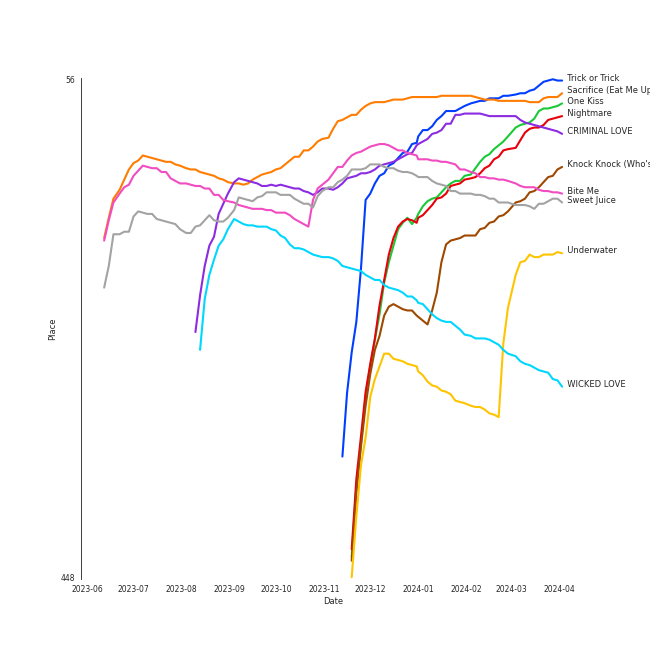 56
Trick or Trick
Sacrifice (Eat Me Up
One Kiss
Nightmare
CRIMINAL LOVE
Knock Knock (Who's
Bite Me
Sweet Juice
Underwater
Place
WICKED LOVE
448
2023-06 2023-07 2023-08 2023-09 2023-10 2023-11 2023-12 2024-01 2024-02 2024-03 2024-04
Date